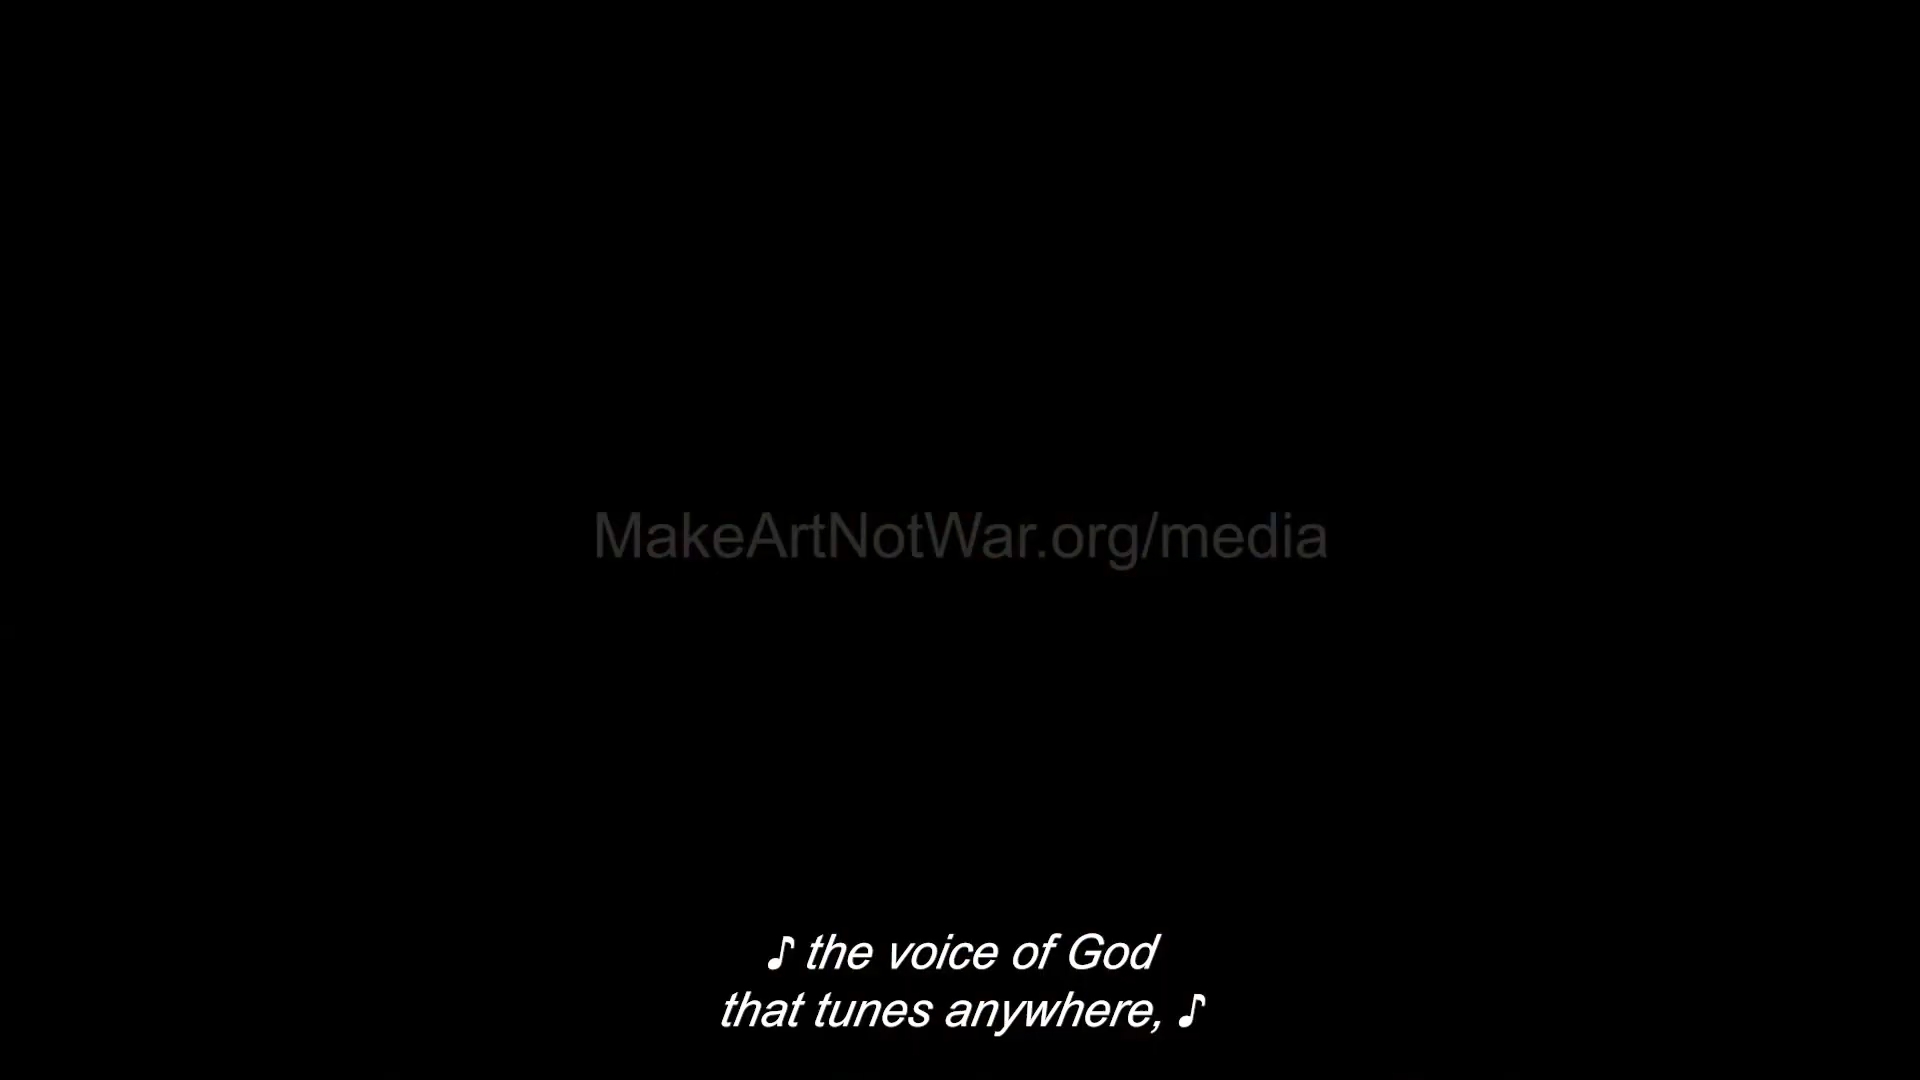 MakeArtNotWar.org/media
♪ the voice of God
that tunes anywhere, ♪